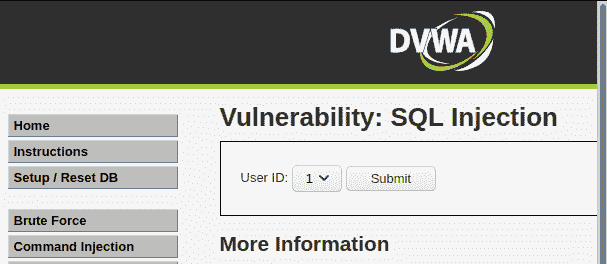 DVWA
Vulnerability: SQL Injection
Home
Instructions
Setup / Reset DB
Brute Force
Command Injection
User ID: 1 Submit
More Information